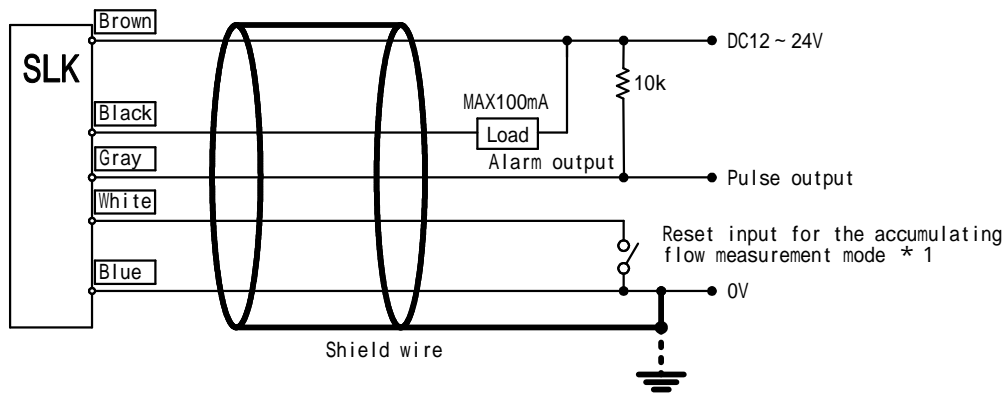 Brown
DC12~24V
SLK
10k
MAX100mA
Black
Load
Alarm output
Gray
Pulse output
White
Reset input for the accumulating
flow measurement mode *1
Blue
0V
Shield wire